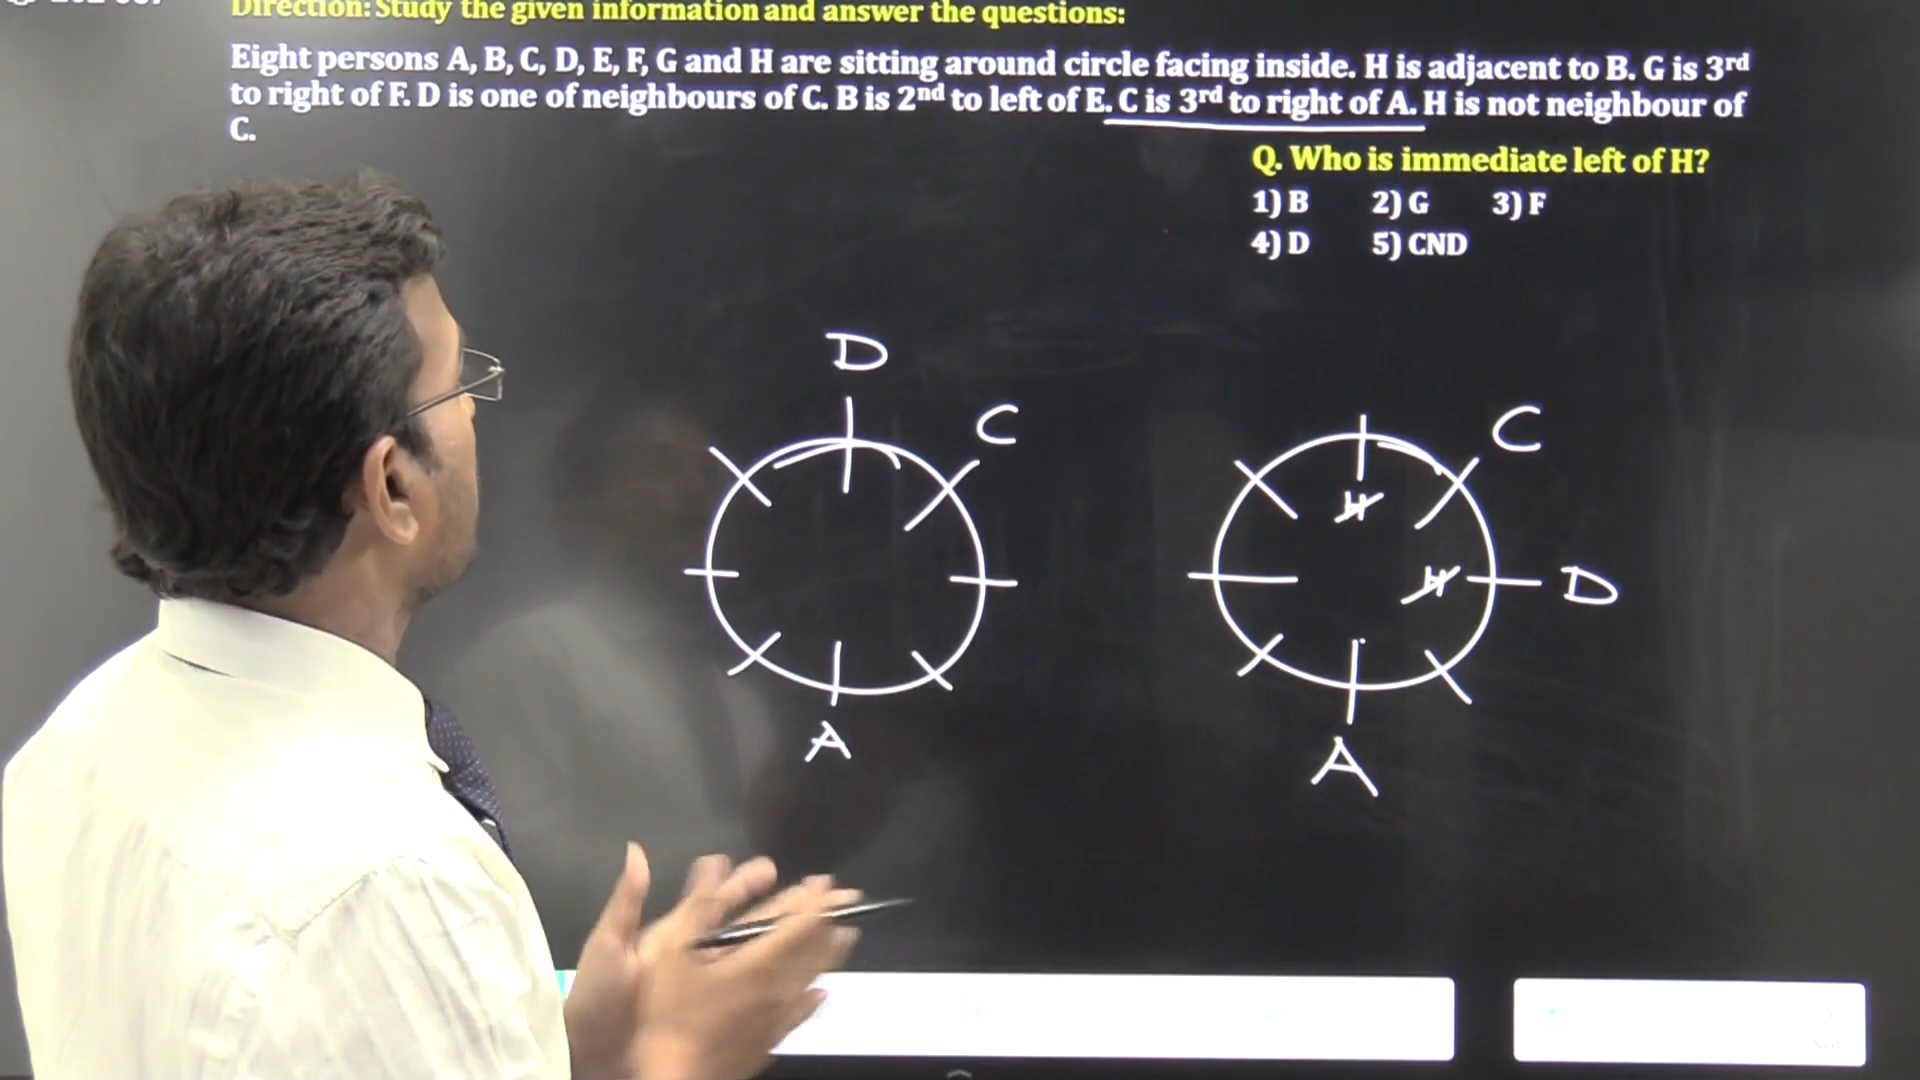 Direction: Study the given information and answer the questions:
Eight persons A, B, C, D, E, F, G and H are sitting around circle facing inside. H is adjacent to B. G is 3rd
to right of F. D is one of neighbours of C. B is 2nd to left of E. C is 3rd to right of A. H is not neighbour of
C.
Q. Who is immediate left of H?
1) B 2) G 3) F
4) D 5) CND
D
C
A
C
H
H
D
A